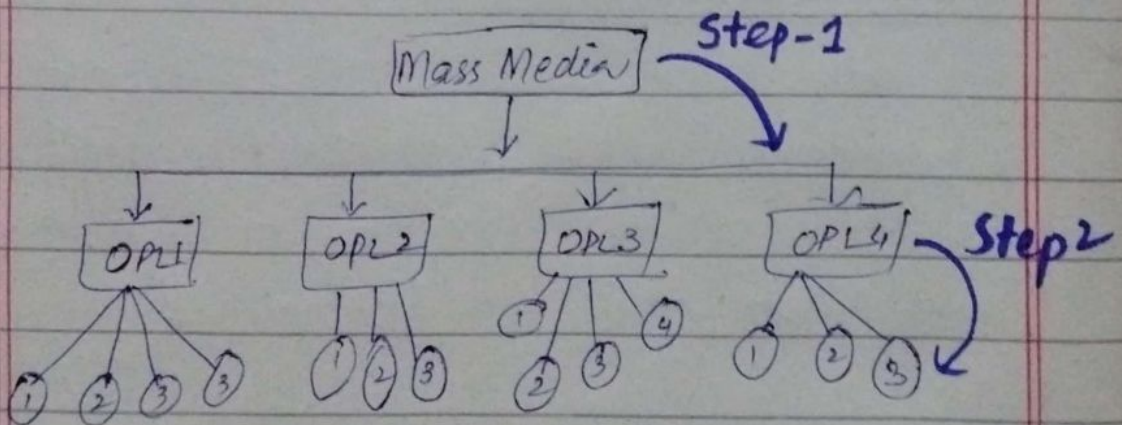 Step-1
Mass Media
OPL1 OPL2 OPL3 OPL4 Step2
1 4
1 2 3 3 1 2 3 2 3 1 2 3